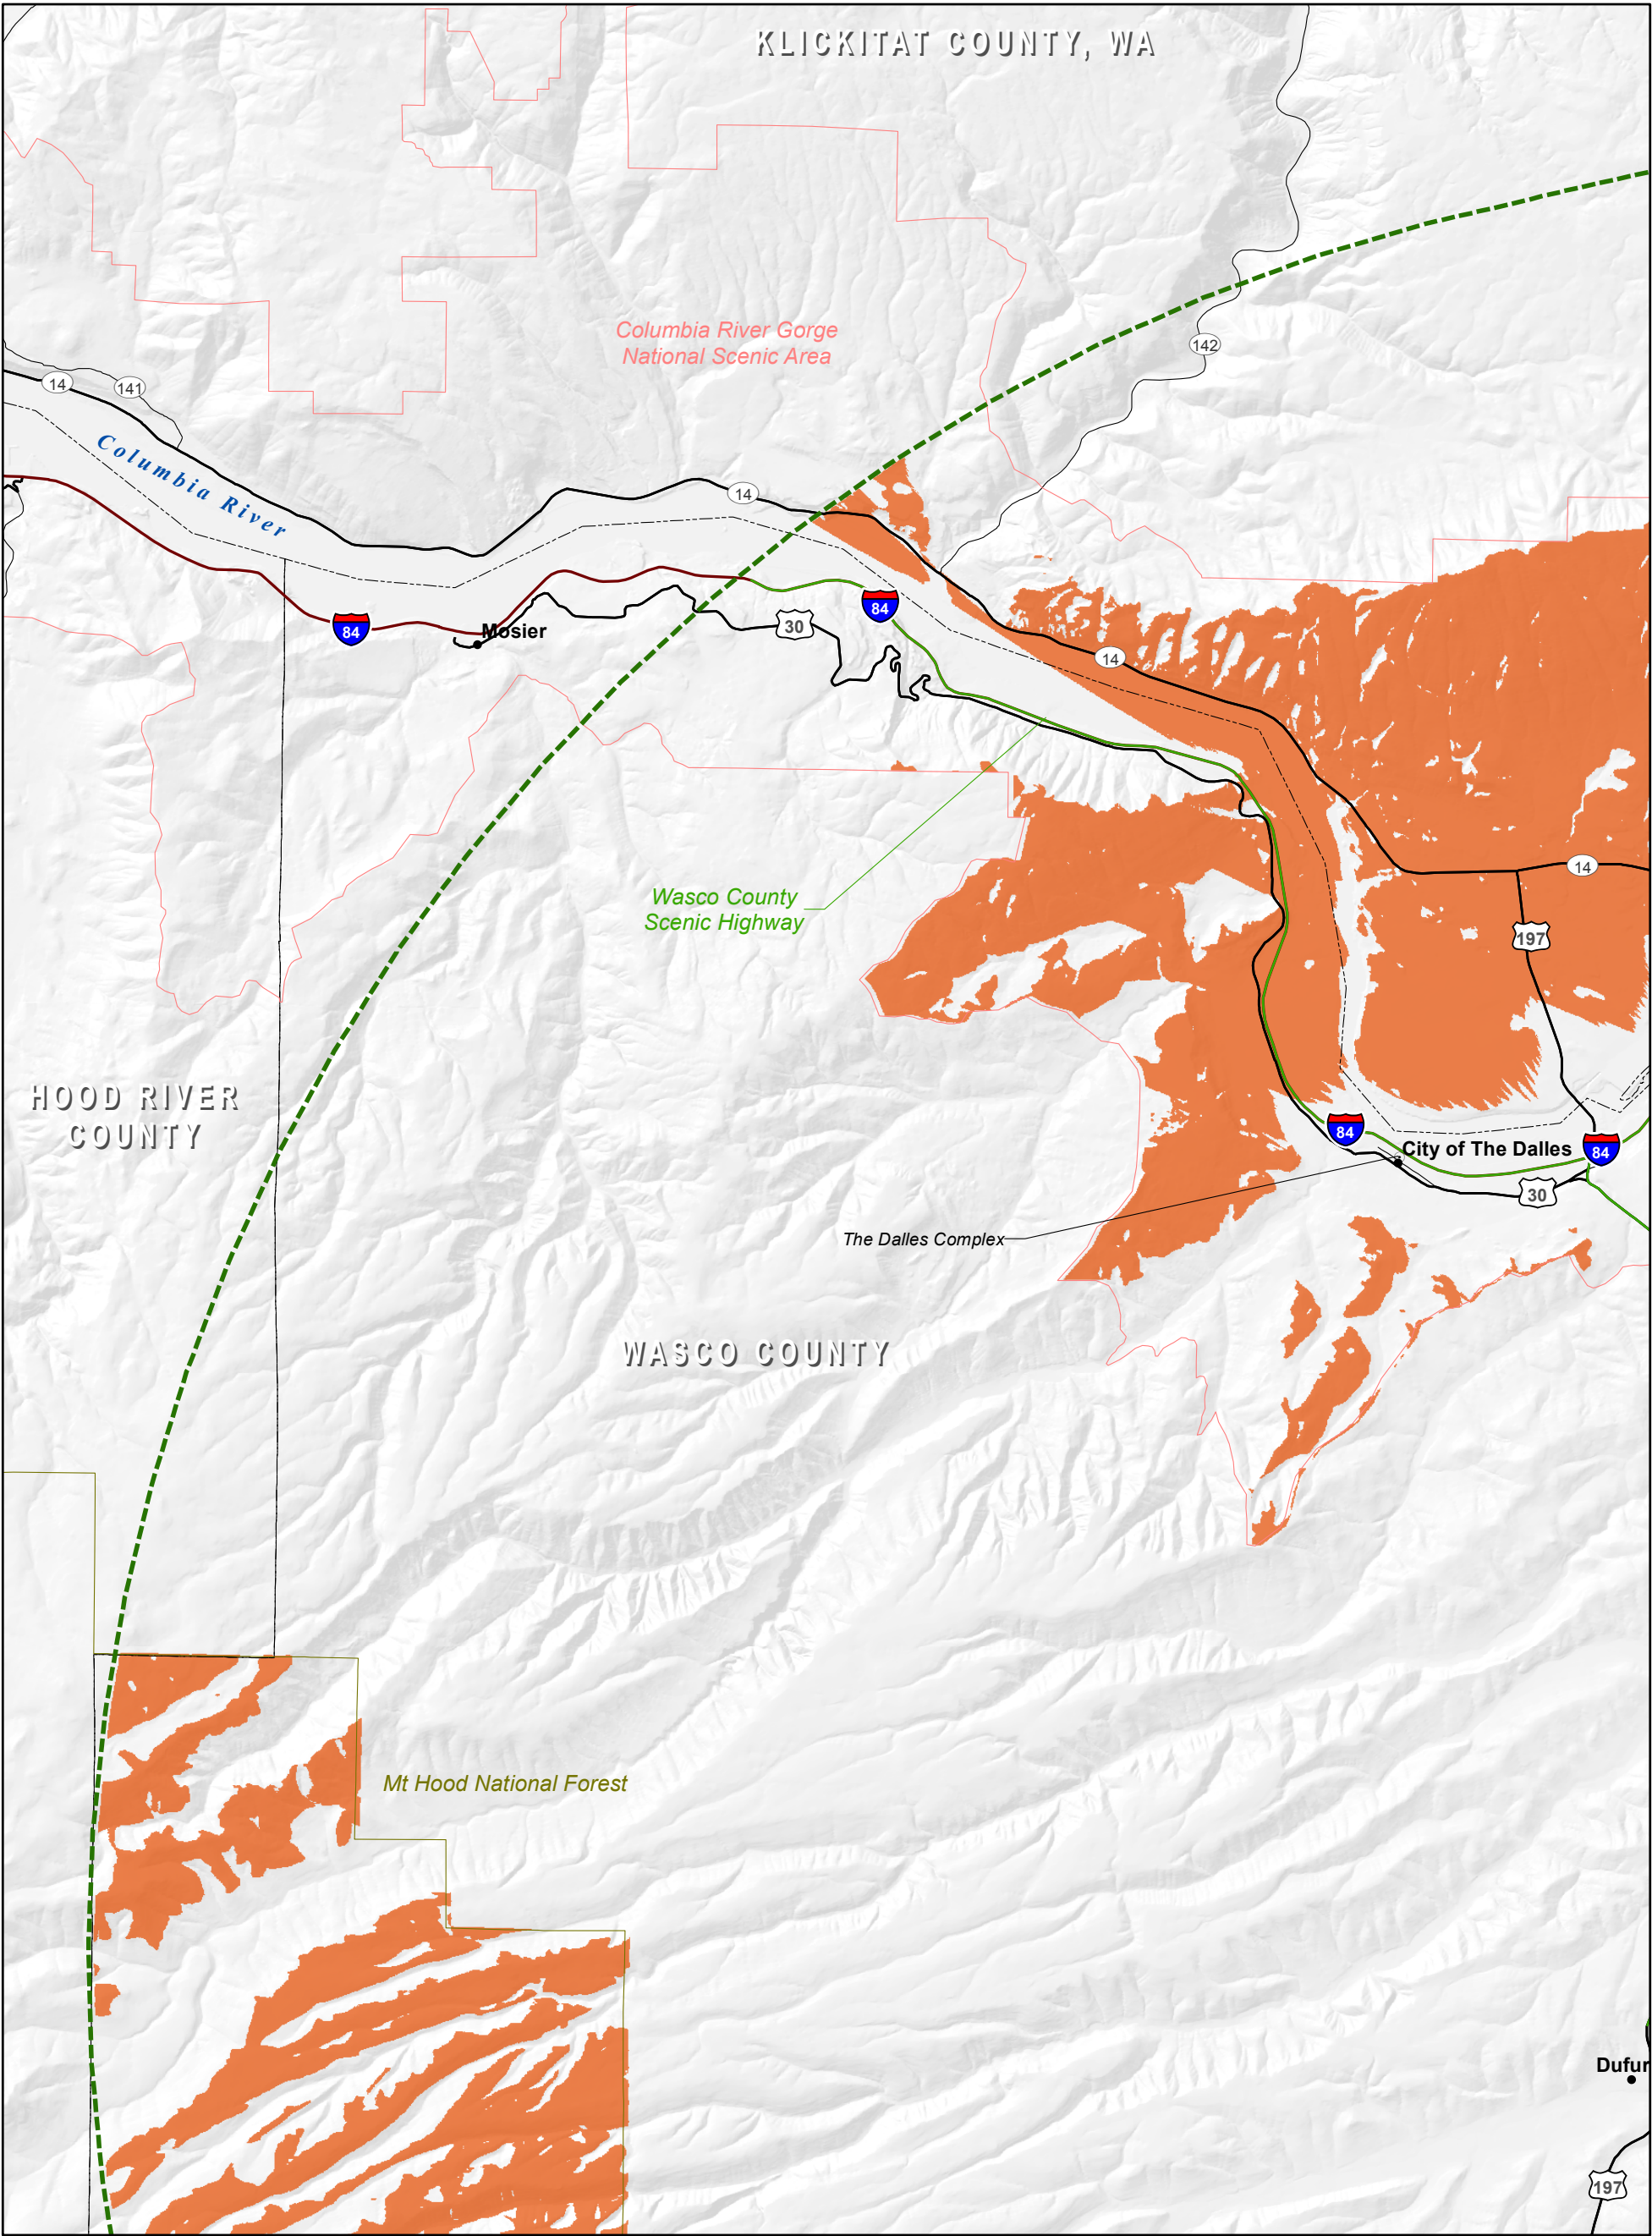 KLICKITAT COUNTY, WA
Columbia River Gorge
National Scenic Area
142
14
141
Columbia River
14
84
Mosier
30
84
14
14
Wasco County
Scenic Highway
197
HOOD RIVER
COUNTY
84
City of The Dalles
84
30
The Dalles Complex
WASCO COUNTY
Mt Hood National Forest
Dufur
197